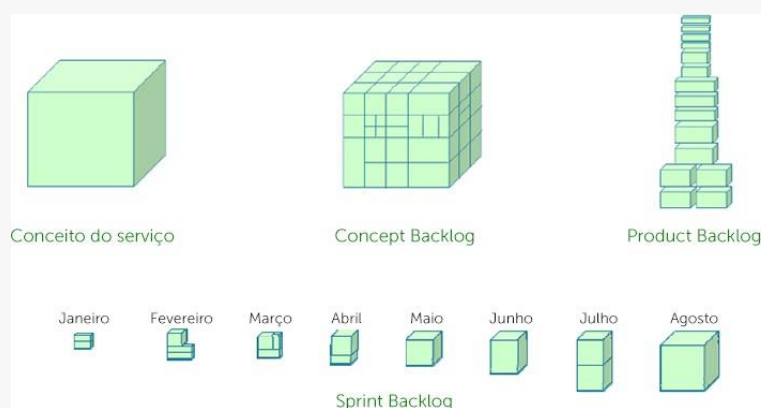 Conceito do serviço
Concept Backlog
Product Backlog
Janeiro
Fevereiro
Março
Abril
Maio
Junho
Julho
Agosto
Sprint Backlog